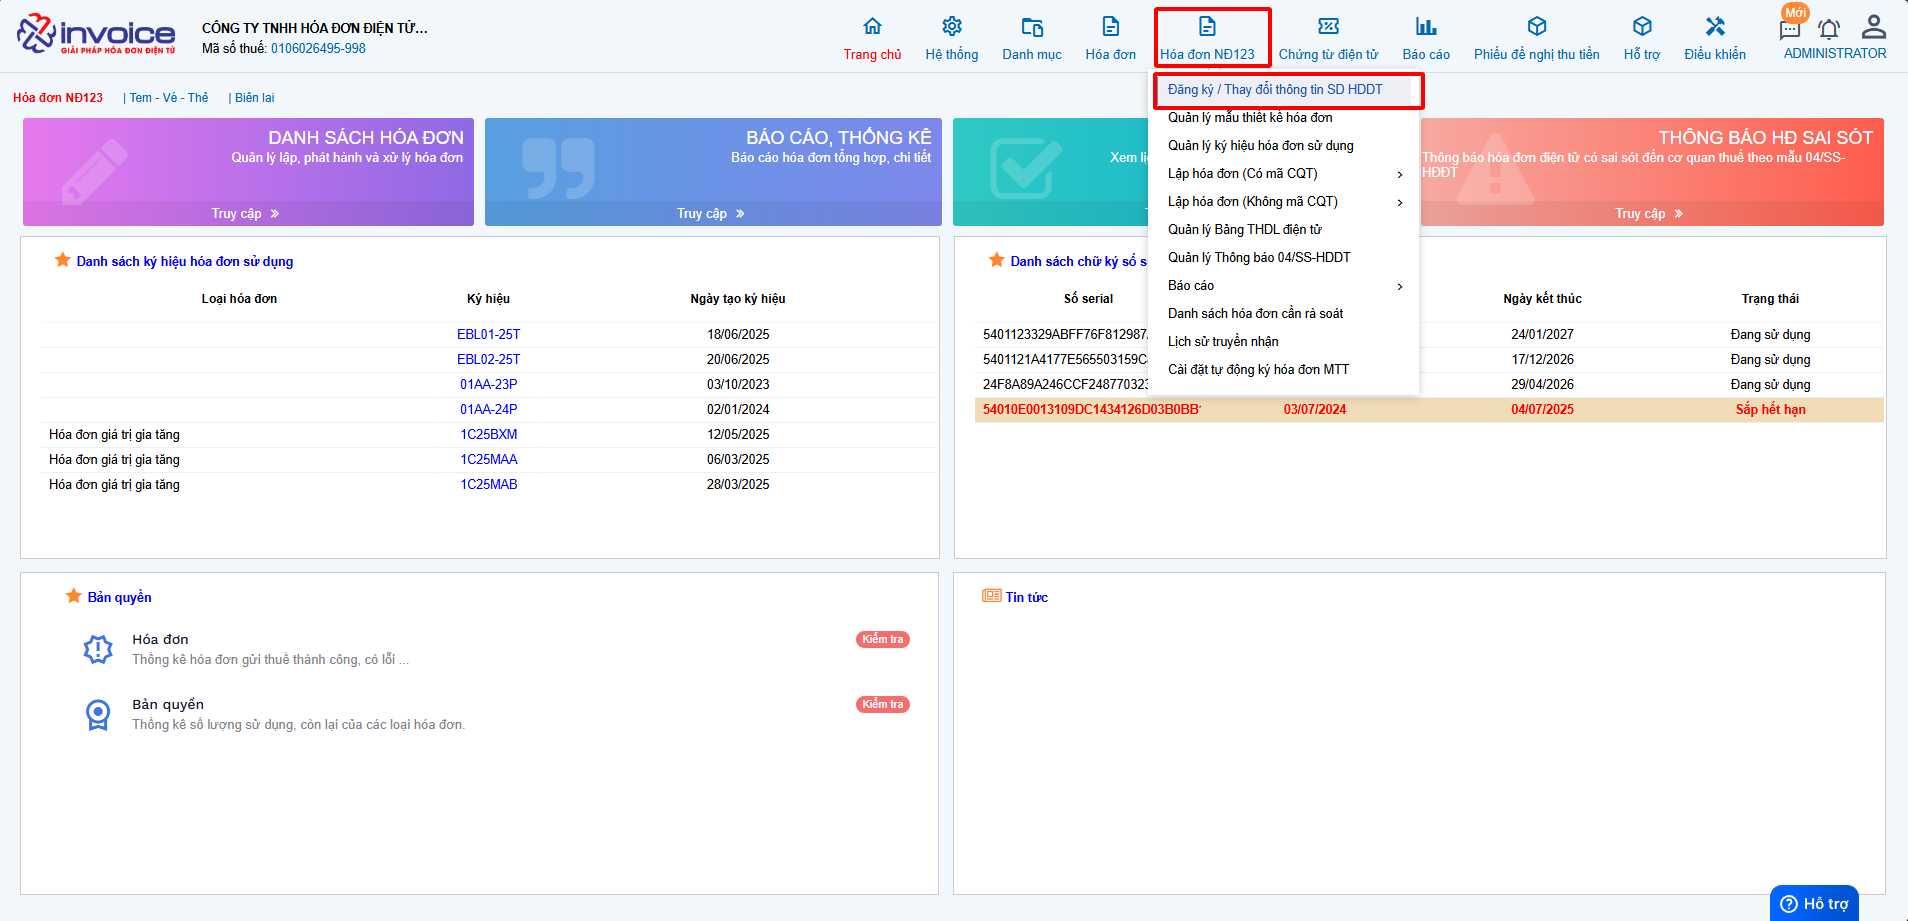 invoice
GIẢI PHÁP HÓA ĐƠN ĐIỆN TỬ
CÔNG TY TNHH HÓA ĐƠN ĐIỆN TỬ...
Mã số thuế: 0106026495-998
Trang chủ
Hệ thống
Danh mục
Hóa đơn
Hóa đơn NĐ123
Chứng từ điện tử
Báo cáo
Phiếu đề nghị thu tiền
Hỗ trợ
Điều khiển
Mới
ADMINISTRATOR
Hóa đơn NĐ123 | Tem - Vé - Thẻ | Biên lai
Đăng ký / Thay đổi thông tin SD HDDT
Quản lý mẫu thiết kế hóa đơn
Quản lý ký hiệu hóa đơn sử dụng
Lập hóa đơn (Có mã CQT)
Lập hóa đơn (Không mã CQT)
Quản lý Bảng THDL điện tử
Quản lý Thông báo 04/SS-HDDT
Báo cáo
Danh sách hóa đơn cần rà soát
Lịch sử truyền nhận
Cài đặt tự động ký hóa đơn MTT
DANH SÁCH HÓA ĐƠN
Quản lý lập, phát hành và xử lý hóa đơn
Truy cập »
BÁO CÁO, THỐNG KÊ
Báo cáo hóa đơn tổng hợp, chi tiết
Truy cập »
Xem lị
THÔNG BÁO HĐ SAI SÓT
Thông báo hóa đơn điện tử có sai sót đến cơ quan thuế theo mẫu 04/SS-
HĐĐT
Truy cập »
Danh sách ký hiệu hóa đơn sử dụng
Loại hóa đơn Ký hiệu Ngày tạo ký hiệu
EBL01-25T 18/06/2025
EBL02-25T 20/06/2025
01AA-23P 03/10/2023
01AA-24P 02/01/2024
Hóa đơn giá trị gia tăng 1C25BXM 12/05/2025
Hóa đơn giá trị gia tăng 1C25MAA 06/03/2025
Hóa đơn giá trị gia tăng 1C25MAB 28/03/2025
Danh sách chữ ký số s
Số serial Ngày kết thúc Trạng thái
5401123329ABFF76F812987 24/01/2027 Đang sử dụng
5401121A4177E565503159C 17/12/2026 Đang sử dụng
24F8A89A246CCF248770323 29/04/2026 Đang sử dụng
54010E0013109DC1434126D03B0BB 03/07/2024 04/07/2025 Sắp hết hạn
Bản quyền
Hóa đơn
Thống kê hóa đơn gửi thuế thành công, có lỗi ...
Kiểm tra
Bản quyền
Thống kê số lượng sử dụng, còn lại của các loại hóa đơn.
Kiểm tra
Tin tức
Hỗ trợ